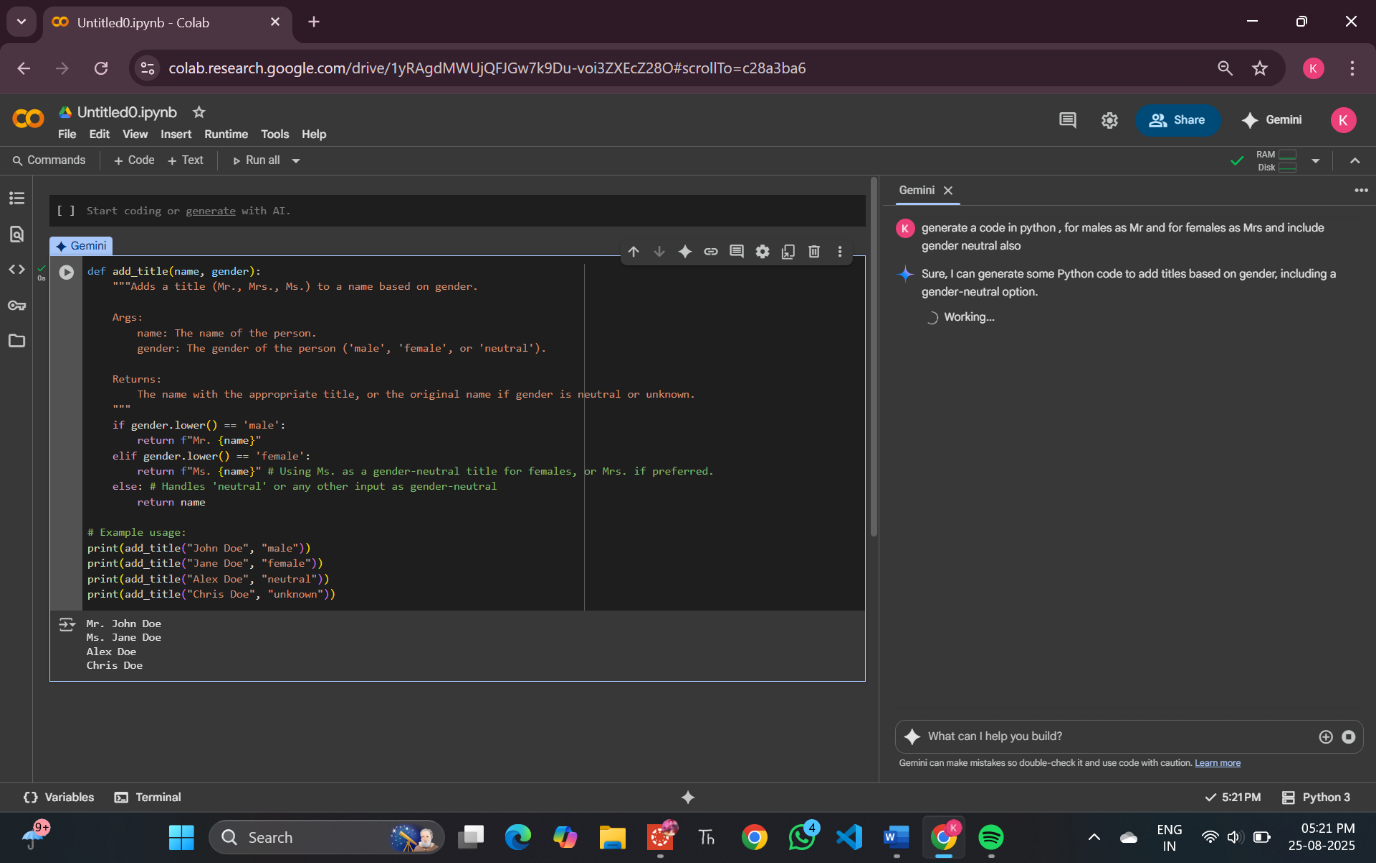 Untitled0.ipynb - Colab
colab.research.google.com/drive/1yRAgdMWUjQFJGw7k9Du-voi3ZXEcZ28O#scrollTo=c28a3ba6
K
Untitled0.ipynb
File Edit View Insert Runtime Tools Help
Share
Gemini
K
Commands + Code + Text Run all
RAM
Disk
[ ] Start coding or generate with AI.
Gemini
0s
def add_title(name, gender):
    """Adds a title (Mr., Mrs., Ms.) to a name based on gender.
    Args:
        name: The name of the person.
        gender: The gender of the person ('male', 'female', or 'neutral').
    Returns:
        The name with the appropriate title, or the original name if gender is neutral or unknown.
    """
    if gender.lower() == 'male':
        return f"Mr. {name}"
    elif gender.lower() == 'female':
        return f"Ms. {name}" # Using Ms. as a gender-neutral title for females, or Mrs. if preferred.
    else: # Handles 'neutral' or any other input as gender-neutral
        return name
# Example usage:
print(add_title("John Doe", "male"))
print(add_title("Jane Doe", "female"))
print(add_title("Alex Doe", "neutral"))
print(add_title("Chris Doe", "unknown"))
Mr. John Doe
Ms. Jane Doe
Alex Doe
Chris Doe
Gemini
K
generate a code in python , for males as Mr and for females as Mrs and include
gender neutral also
Sure, I can generate some Python code to add titles based on gender, including a
gender-neutral option.
Working...
What can I help you build?
Gemini can make mistakes so double-check it and use code with caution. Learn more
{} Variables Terminal
5:21 PM Python 3
9+
Search
Th
4
W
K
ENG
IN
05:21 PM
25-08-2025